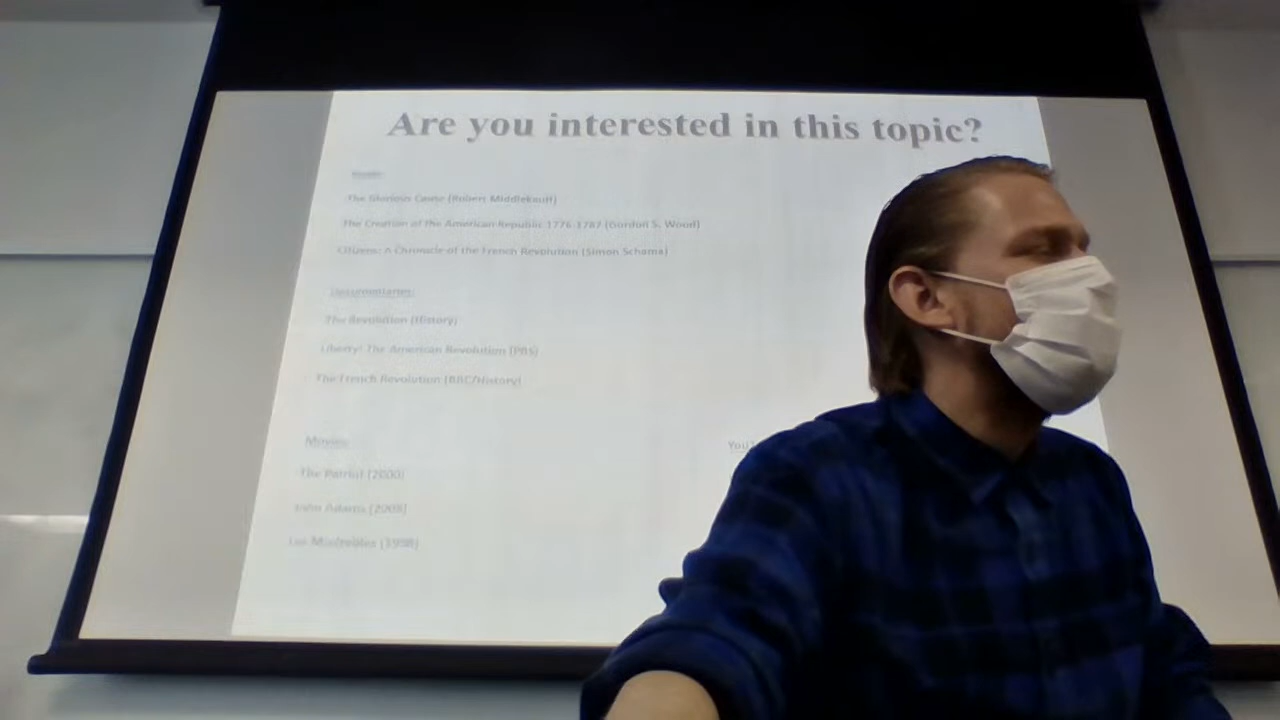 Are you interested in this topic?
Books:
The Glorious Cause (Robert Middlekauff)
The Creation of the American Republic 1776-1787 (Gordon S. Wood)
Citizens: A Chronicle of the French Revolution (Simon Schama)
Documentaries:
The Revolution (History)
Liberty! The American Revolution (PBS)
The French Revolution (BBC/History)
Movies:
The Patriot (2000)
John Adams (2008)
Les Misérables (1998)